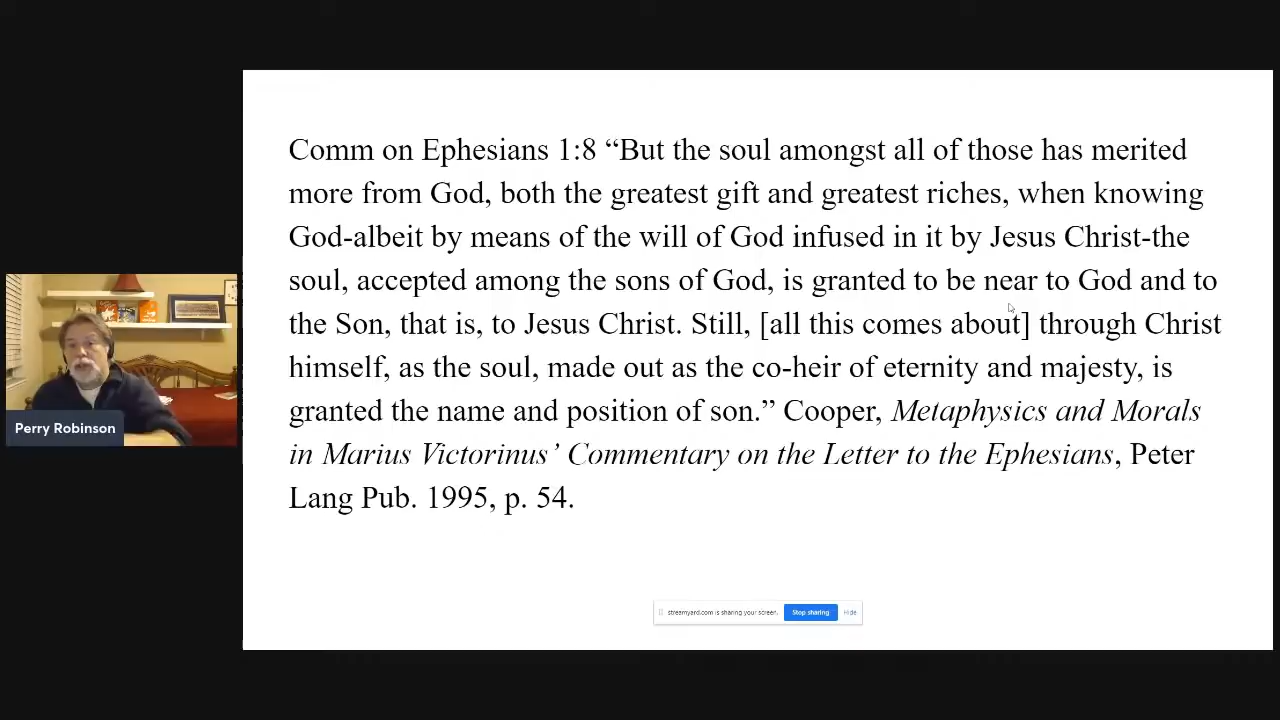 Comm on Ephesians 1:8 “But the soul amongst all of those has merited
more from God, both the greatest gift and greatest riches, when knowing
God-albeit by means of the will of God infused in it by Jesus Christ-the
soul, accepted among the sons of God, is granted to be near to God and to
the Son, that is, to Jesus Christ. Still, [all this comes about] through Christ
himself, as the soul, made out as the co-heir of eternity and majesty, is
granted the name and position of son.” Cooper, Metaphysics and Morals
in Marius Victorinus’ Commentary on the Letter to the Ephesians, Peter
Lang Pub. 1995, p. 54.
Perry Robinson
streamyard.com is sharing your screen. Stop sharing Hide